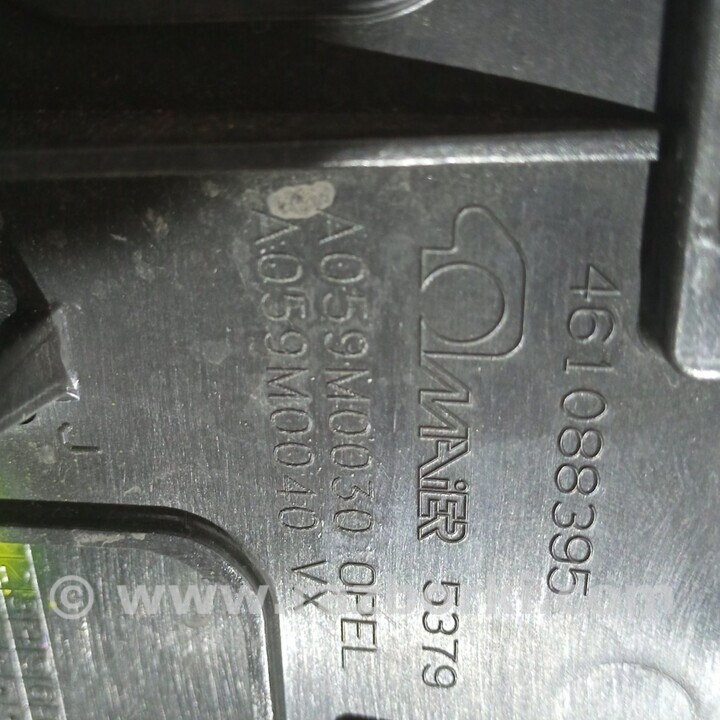 461088395
MAIER 5379
A059M0030 OPEL
A059M0040 VX
J